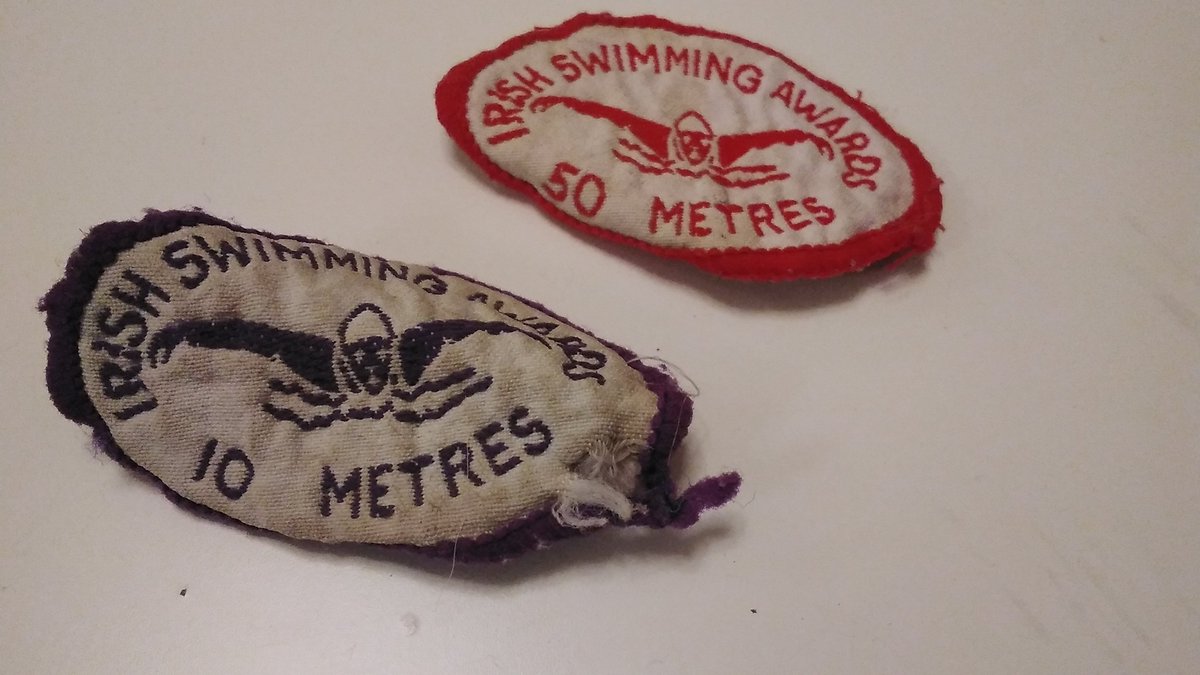 IRISH SWIMMING AWARDS
50 METRES
IRISH SWIMMING AWARDS
10 METRES